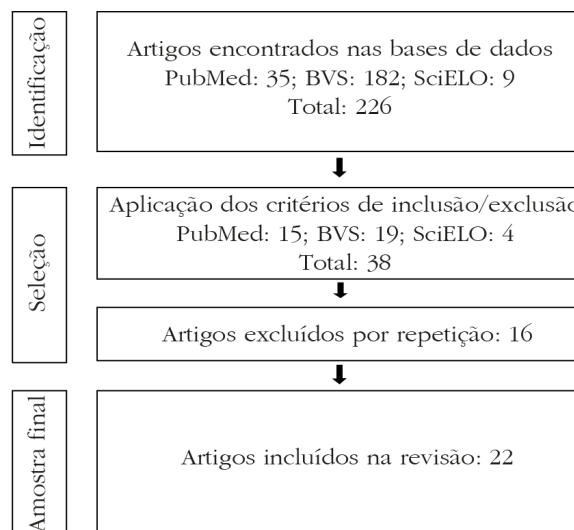 Identificação
Artigos encontrados nas bases de dados
PubMed: 35; BVS: 182; SciELO: 9
Total: 226
Seleção
Aplicação dos critérios de inclusão/exclusão
PubMed: 15; BVS: 19; SciELO: 4
Total: 38
Artigos excluídos por repetição: 16
Amostra final
Artigos incluídos na revisão: 22